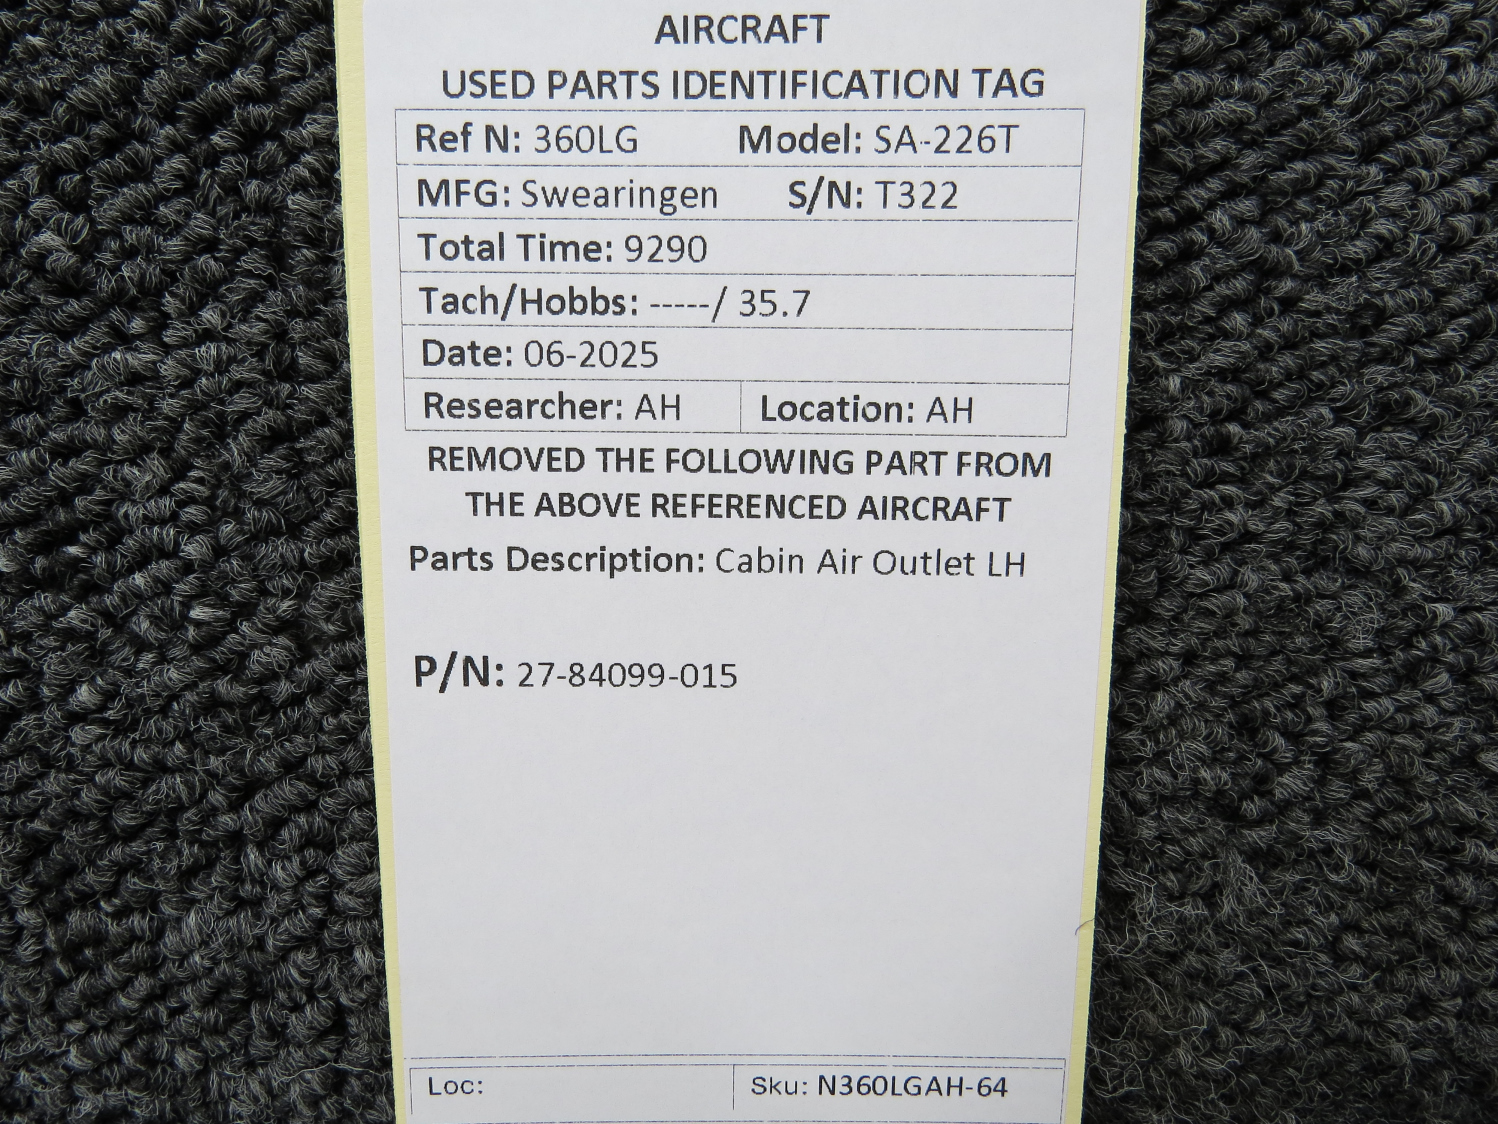 AIRCRAFT
USED PARTS IDENTIFICATION TAG
Ref N: 360LG Model: SA-226T
MFG: Swearingen S/N: T322
Total Time: 9290
Tach/Hobbs: -----/ 35.7
Date: 06-2025
Researcher: AH Location: AH
REMOVED THE FOLLOWING PART FROM
THE ABOVE REFERENCED AIRCRAFT
Parts Description: Cabin Air Outlet LH
P/N: 27-84099-015
Loc: Sku: N360LGAH-64